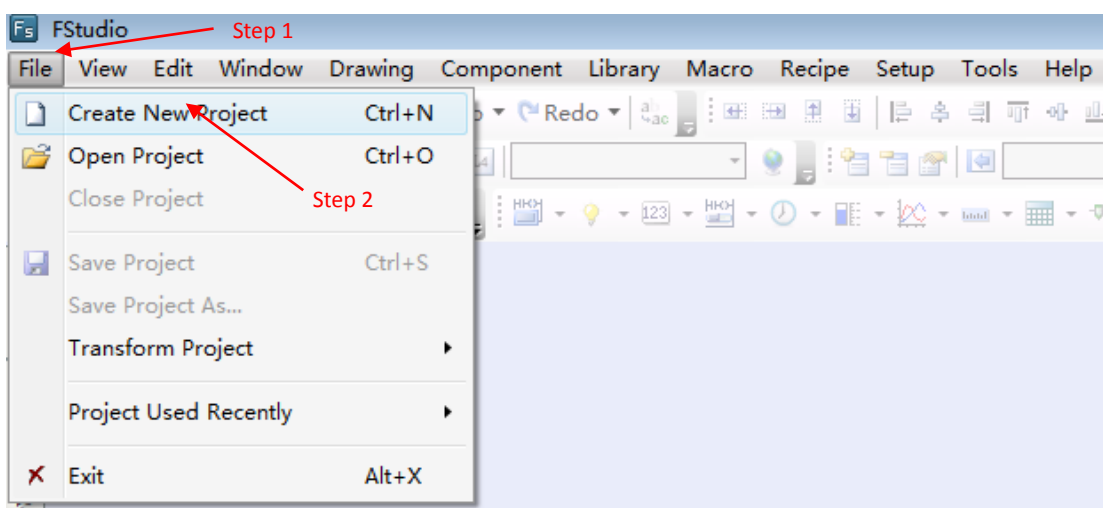 Fs FStudio Step 1
File View Edit Window Drawing Component Library Macro Recipe Setup Tools Help
Create New Project Ctrl+N
Redo
Open Project Ctrl+O
Close Project
Step 2
123
Save Project Ctrl+S
Save Project As...
Transform Project
Project Used Recently
Exit Alt+X